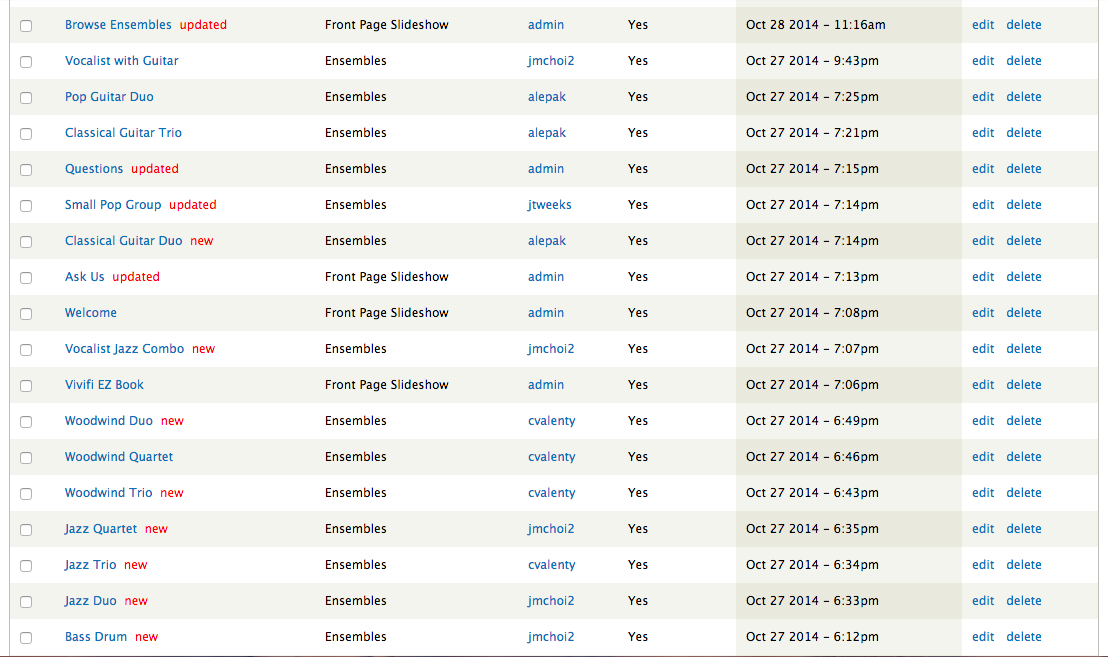 Browse Ensembles updated Front Page Slideshow admin Yes Oct 28 2014 – 11:16am edit delete
Vocalist with Guitar Ensembles jmchoi2 Yes Oct 27 2014 – 9:43pm edit delete
Pop Guitar Duo Ensembles alepak Yes Oct 27 2014 – 7:25pm edit delete
Classical Guitar Trio Ensembles alepak Yes Oct 27 2014 – 7:21pm edit delete
Questions updated Ensembles admin Yes Oct 27 2014 – 7:15pm edit delete
Small Pop Group updated Ensembles jtweeks Yes Oct 27 2014 – 7:14pm edit delete
Classical Guitar Duo new Ensembles alepak Yes Oct 27 2014 – 7:14pm edit delete
Ask Us updated Front Page Slideshow admin Yes Oct 27 2014 – 7:13pm edit delete
Welcome Front Page Slideshow admin Yes Oct 27 2014 – 7:08pm edit delete
Vocalist Jazz Combo new Ensembles jmchoi2 Yes Oct 27 2014 – 7:07pm edit delete
Vivifi EZ Book Front Page Slideshow admin Yes Oct 27 2014 – 7:06pm edit delete
Woodwind Duo new Ensembles cvalenty Yes Oct 27 2014 – 6:49pm edit delete
Woodwind Quartet Ensembles cvalenty Yes Oct 27 2014 – 6:46pm edit delete
Woodwind Trio new Ensembles cvalenty Yes Oct 27 2014 – 6:43pm edit delete
Jazz Quartet new Ensembles jmchoi2 Yes Oct 27 2014 – 6:35pm edit delete
Jazz Trio new Ensembles cvalenty Yes Oct 27 2014 – 6:34pm edit delete
Jazz Duo new Ensembles jmchoi2 Yes Oct 27 2014 – 6:33pm edit delete
Bass Drum new Ensembles jmchoi2 Yes Oct 27 2014 – 6:12pm edit delete